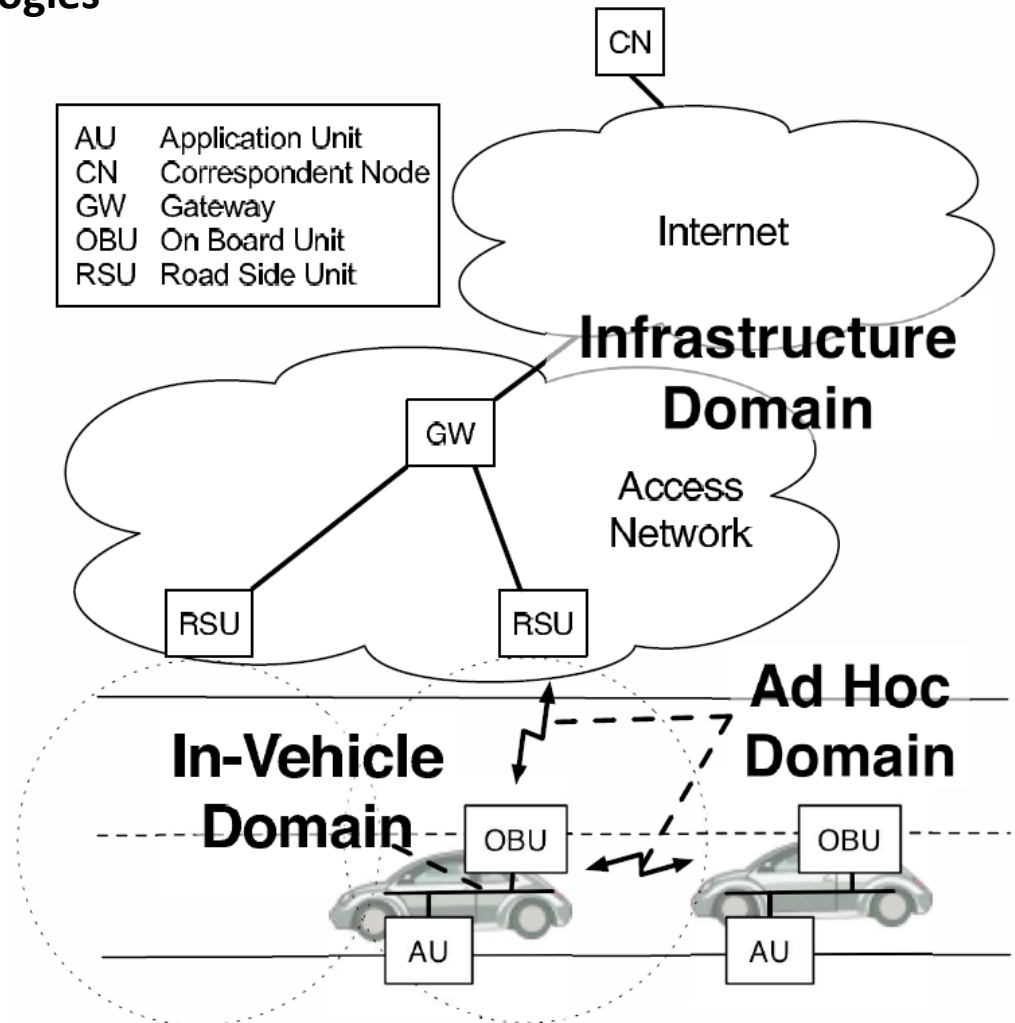 CN
AU Application Unit
CN Correspondent Node
GW Gateway
OBU On Board Unit
RSU Road Side Unit
Internet
Infrastructure
Domain
GW
Access
Network
RSU
RSU
Ad Hoc
Domain
In-Vehicle
Domain
OBU
OBU
AU
AU